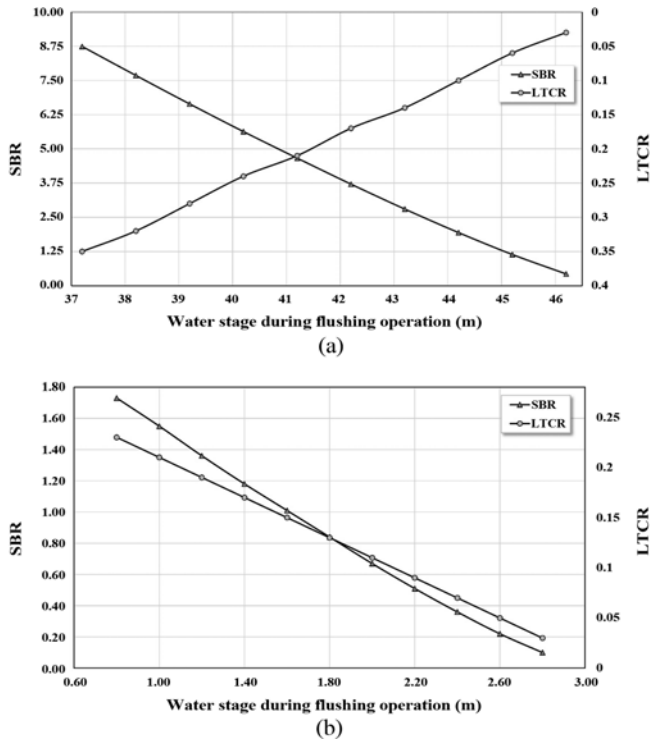 10.00
8.75
7.50
6.25
5.00
3.75
2.50
1.25
0.00
SBR
0
0.05
0.1
0.15
0.2
0.25
0.3
0.35
0.4
LTCR
SBR
LTCR
37 38 39 40 41 42 43 44 45 46
Water stage during flushing operation (m)
(a)
1.80
1.60
1.40
1.20
1.00
0.80
0.60
0.40
0.20
0.00
SBR
0.25
0.2
0.15
0.1
0.05
0
LTCR
SBR
LTCR
0.60 1.00 1.40 1.80 2.20 2.60 3.00
Water stage during flushing operation (m)
(b)